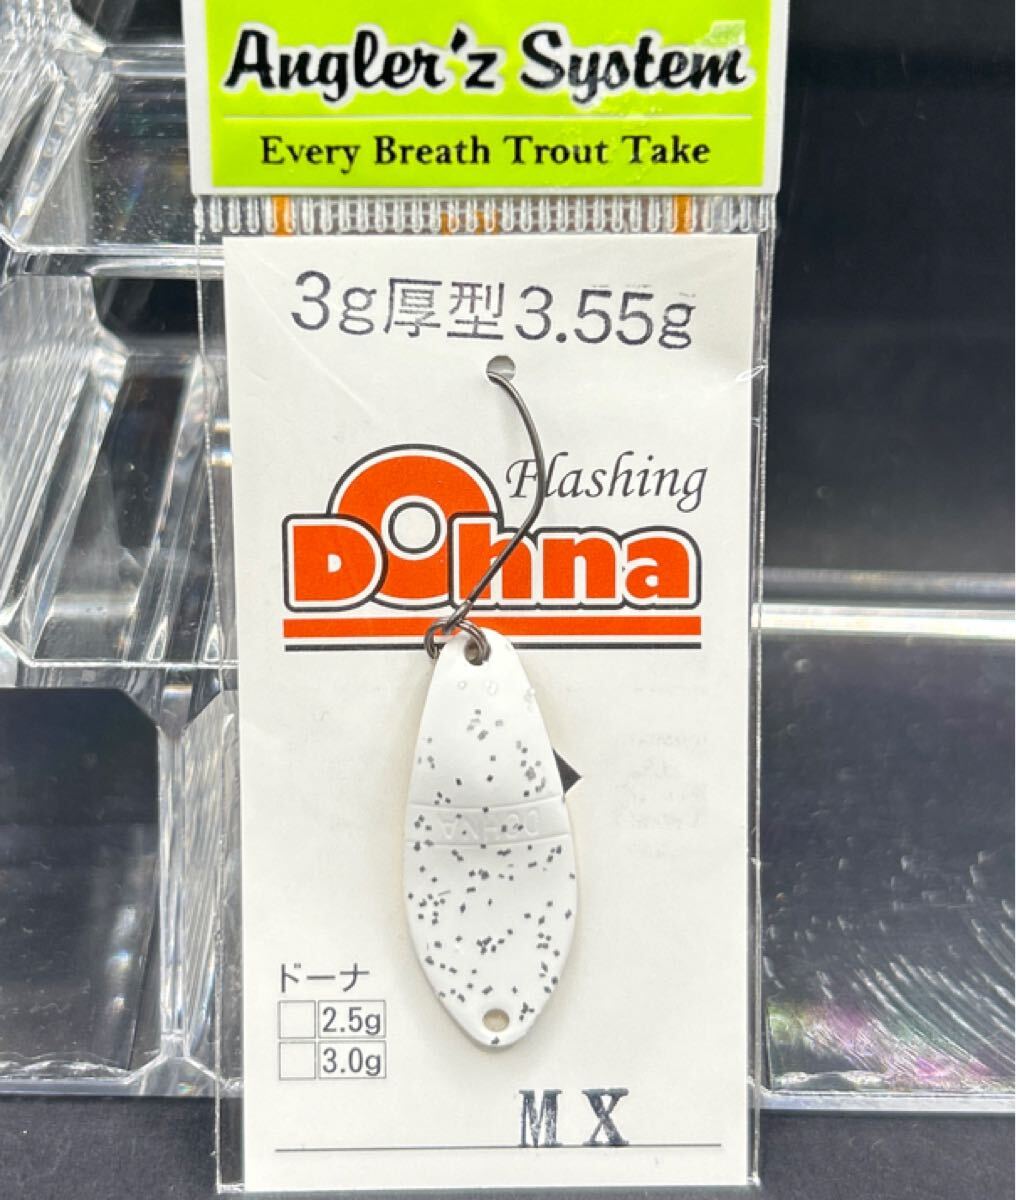 Angler'z System
Every Breath Trout Take
3g厚型3.55g
Flashing
Dohna
ドーナ
2.5g
3.0g
MX